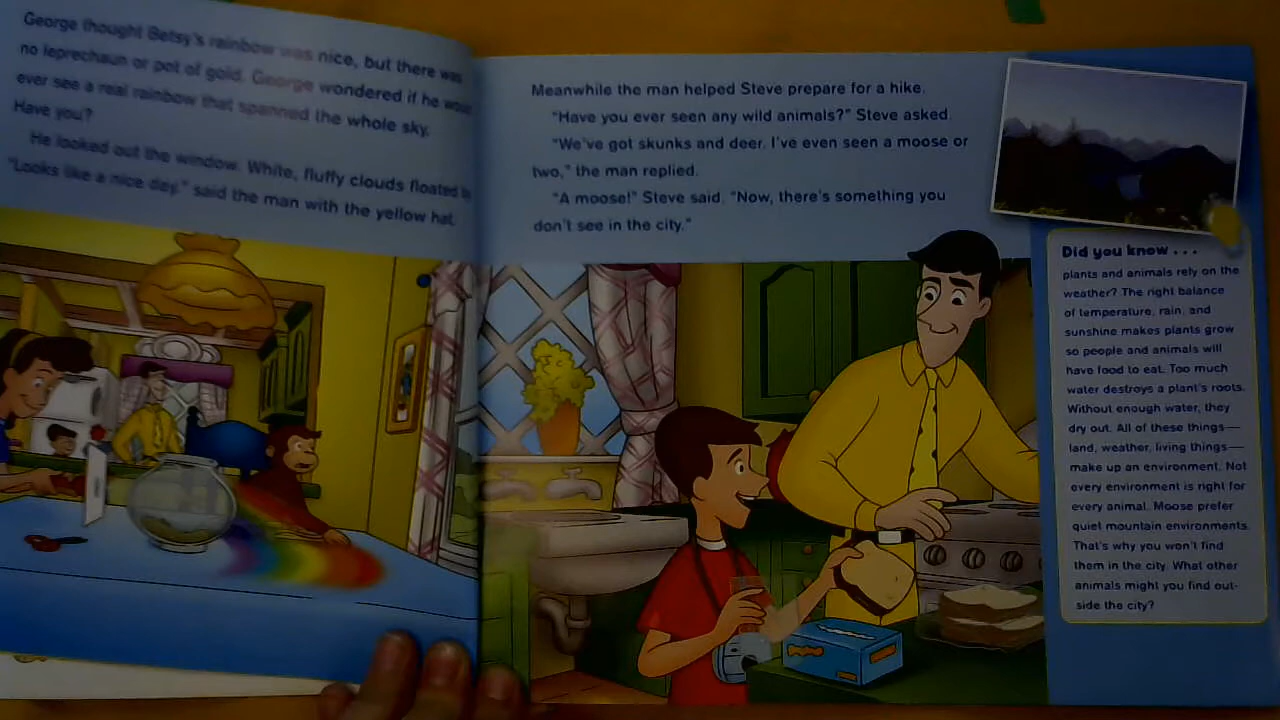 George thought Betsy's rainbow was nice, but there was
no leprechaun or pot of gold. George wondered if he would
ever see a real rainbow that spanned the whole sky.
Have you?
He looked out the window. White, fluffy clouds floated
"Looks like a nice day," said the man with the yellow hat.
Meanwhile the man helped Steve prepare for a hike.
"Have you ever seen any wild animals?" Steve asked.
"We've got skunks and deer. I've even seen a moose or
two," the man replied.
"A moose!" Steve said. "Now, there's something you
don't see in the city."
Did you know . . .
plants and animals rely on the
weather? The right balance
of temperature, rain, and
sunshine makes plants grow
so people and animals will
have food to eat. Too much
water destroys a plant's roots.
Without enough water, they
dry out. All of these things—
land, weather, living things—
make up an environment. Not
every environment is right for
every animal. Moose prefer
quiet mountain environments.
That's why you won't find
them in the city. What other
animals might you find out-
side the city?